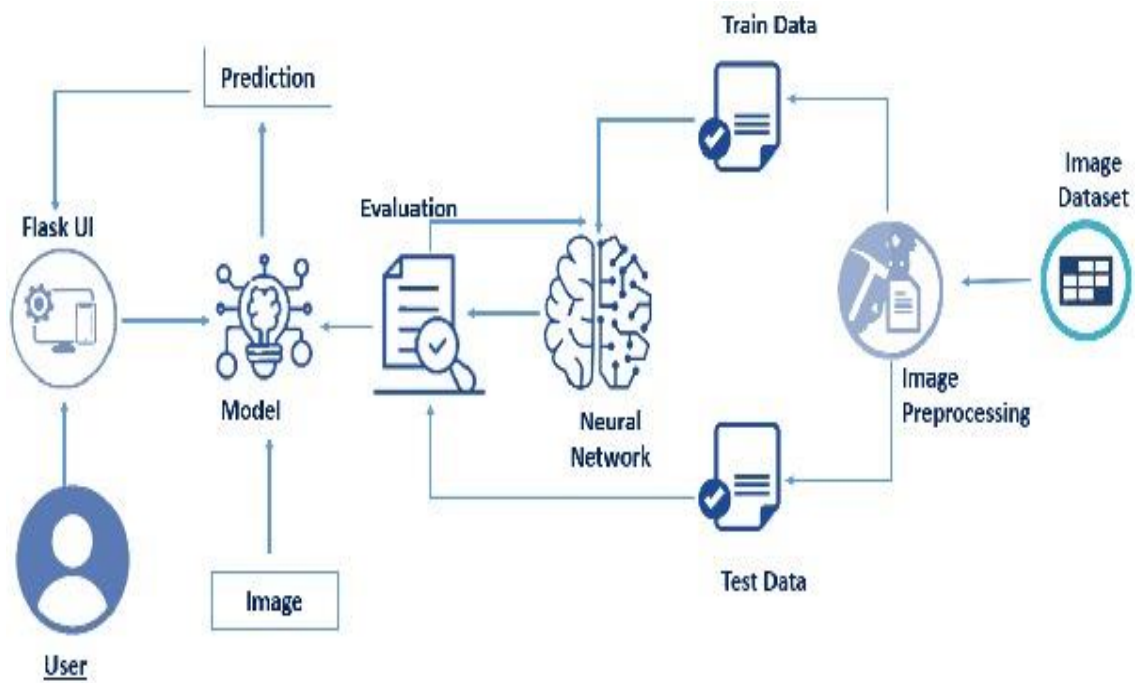 Train Data
Prediction
Image
Dataset
Evaluation
Flask UI
Image
Preprocessing
Model
Neural
Network
Test Data
Image
User